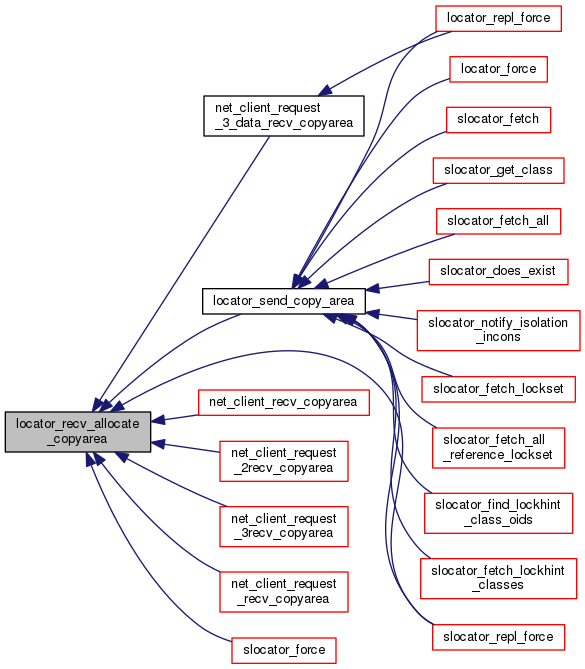 locator_repl_force
locator_force
net_client_request
_3_data_recv_copyarea
slocator_fetch
slocator_get_class
slocator_fetch_all
slocator_does_exist
locator_send_copy_area
slocator_notify_isolation
_incons
slocator_fetch_lockset
net_client_recv_copyarea
locator_recv_allocate
_copyarea
slocator_fetch_all
_reference_lockset
net_client_request
_2recv_copyarea
slocator_find_lockhint
_class_oids
net_client_request
_3recv_copyarea
slocator_fetch_lockhint
_classes
net_client_request
_recv_copyarea
slocator_repl_force
slocator_force